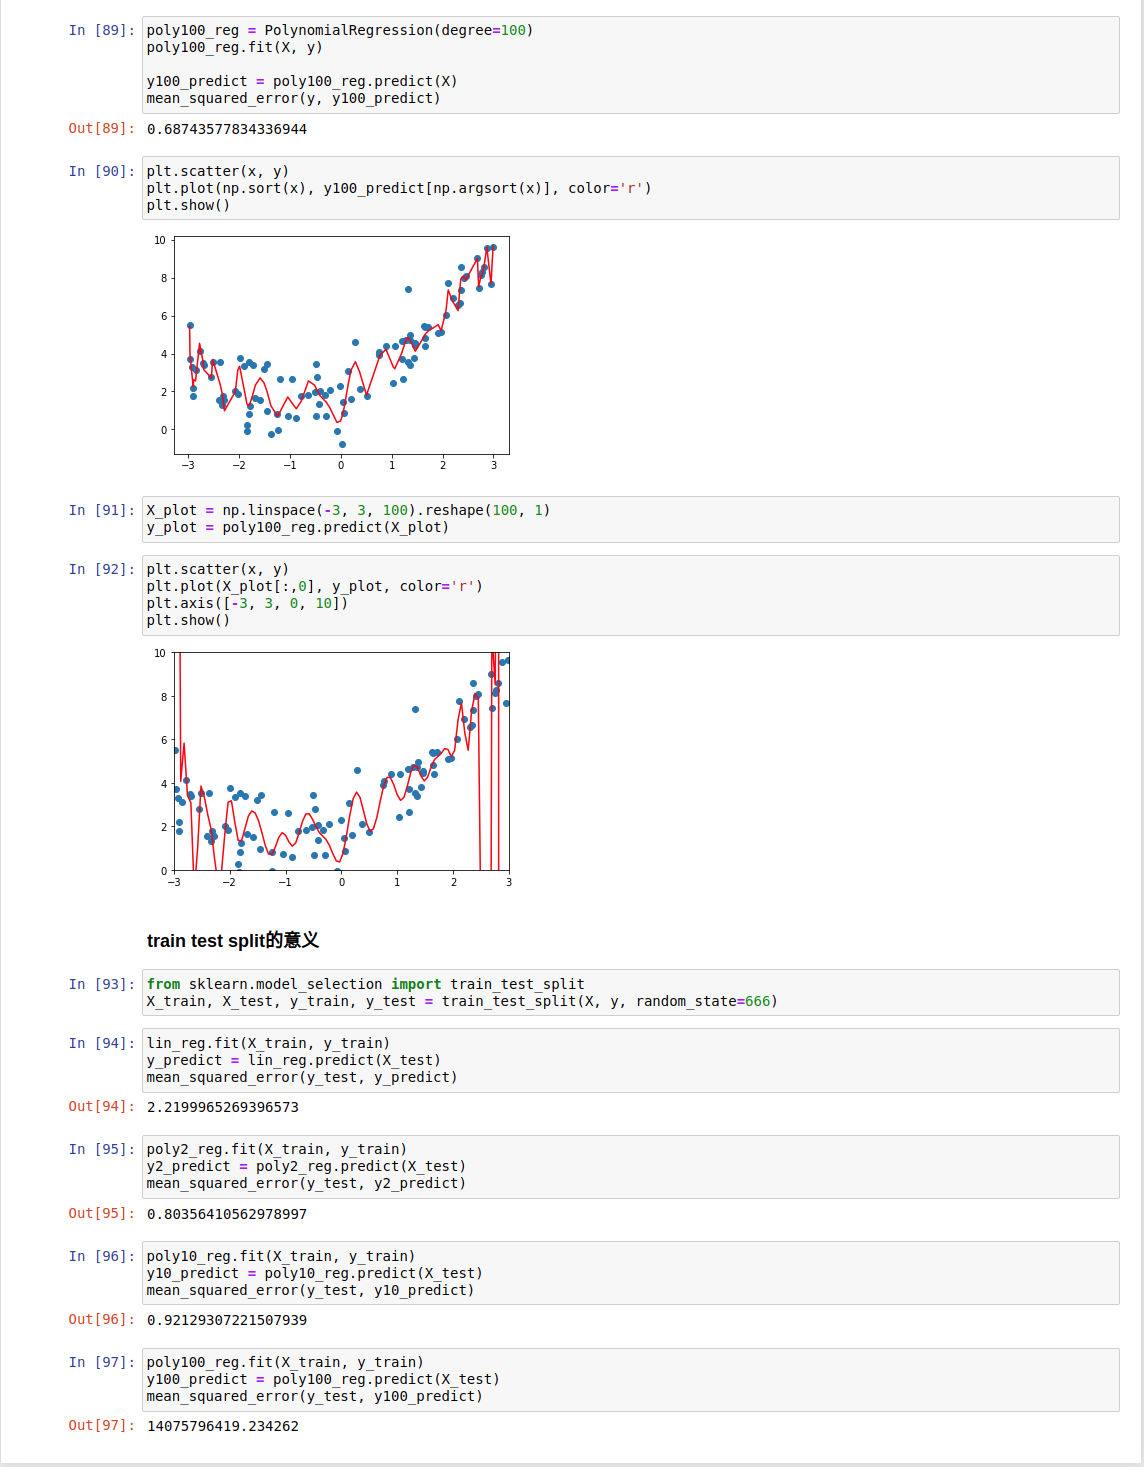 In [89]: poly100_reg = PolynomialRegression(degree=100)
poly100_reg.fit(X, y)
y100_predict = poly100_reg.predict(X)
mean_squared_error(y, y100_predict)
Out[89]: 0.68743577834336944
In [90]: plt.scatter(x, y)
plt.plot(np.sort(x), y100_predict[np.argsort(x)], color='r')
plt.show()
10
8
6
4
2
0
−3 −2 −1 0 1 2 3
In [91]: X_plot = np.linspace(-3, 3, 100).reshape(100, 1)
y_plot = poly100_reg.predict(X_plot)
In [92]: plt.scatter(x, y)
plt.plot(X_plot[:,0], y_plot, color='r')
plt.axis([-3, 3, 0, 10])
plt.show()
10
8
6
4
2
0
−3 −2 −1 0 1 2 3
train test split的意义
In [93]: from sklearn.model_selection import train_test_split
X_train, X_test, y_train, y_test = train_test_split(X, y, random_state=666)
In [94]: lin_reg.fit(X_train, y_train)
y_predict = lin_reg.predict(X_test)
mean_squared_error(y_test, y_predict)
Out[94]: 2.2199965269396573
In [95]: poly2_reg.fit(X_train, y_train)
y2_predict = poly2_reg.predict(X_test)
mean_squared_error(y_test, y2_predict)
Out[95]: 0.80356410562978997
In [96]: poly10_reg.fit(X_train, y_train)
y10_predict = poly10_reg.predict(X_test)
mean_squared_error(y_test, y10_predict)
Out[96]: 0.92129307221507939
In [97]: poly100_reg.fit(X_train, y_train)
y100_predict = poly100_reg.predict(X_test)
mean_squared_error(y_test, y100_predict)
Out[97]: 14075796419.234262